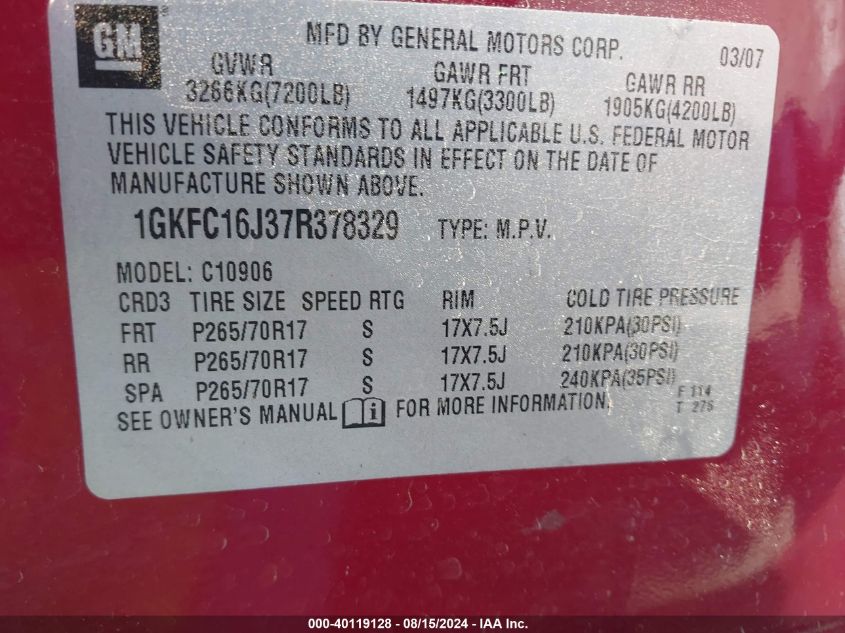 GM ®
MFD BY GENERAL MOTORS CORP. 03/07
GVWR GAWR FRT GAWR RR
3266KG(7200LB) 1497KG(3300LB) 1905KG(4200LB)
THIS VEHICLE CONFORMS TO ALL APPLICABLE U.S. FEDERAL MOTOR
VEHICLE SAFETY STANDARDS IN EFFECT ON THE DATE OF
MANUFACTURE SHOWN ABOVE.
1GKFC16J37R378329 TYPE: M.P.V.
MODEL: C10906
CRD3 TIRE SIZE SPEED RTG RIM COLD TIRE PRESSURE
FRT P265/70R17 S 17X7.5J 210KPA(30PSI)
RR P265/70R17 S 17X7.5J 210KPA(30PSI)
SPA P265/70R17 S 17X7.5J 240KPA(35PSI)
F 114
SEE OWNER'S MANUAL i FOR MORE INFORMATION. T 276
000-40119128 - 08/15/2024 - IAA Inc.